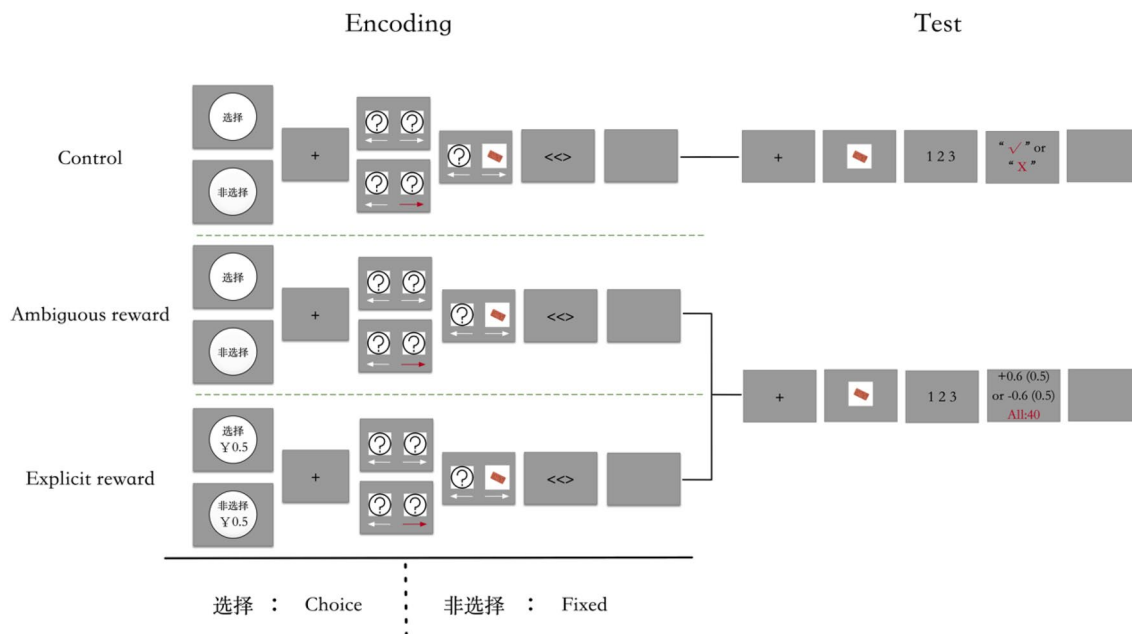 Encoding
Test
Control
选择
非选择
+
? ?
? ?
?
<<>
+
1 2 3
“ √ ” or
“ X ”
Ambiguous reward
选择
非选择
+
? ?
? ?
?
<<>
Explicit reward
选择
￥0.5
非选择
￥0.5
+
? ?
? ?
?
<<>
+
1 2 3
+0.6 (0.5)
or -0.6 (0.5)
All:40
选择 : Choice
非选择 : Fixed